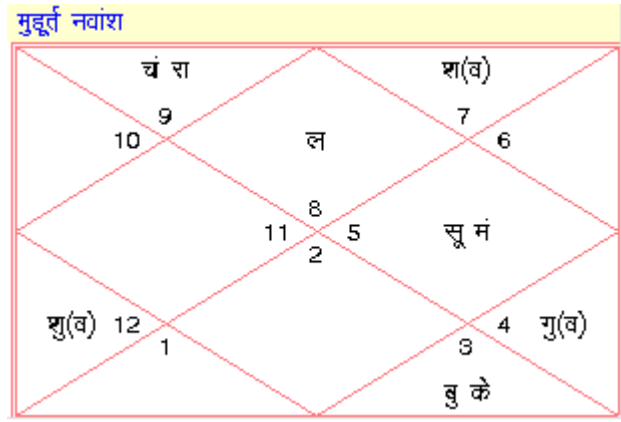 मुहूर्त नवांश
चं रा श(व)
9 7
10 ल 6
8
11 5 सू मं
2
शु(व) 12 4 गु(व)
1 3
बु के